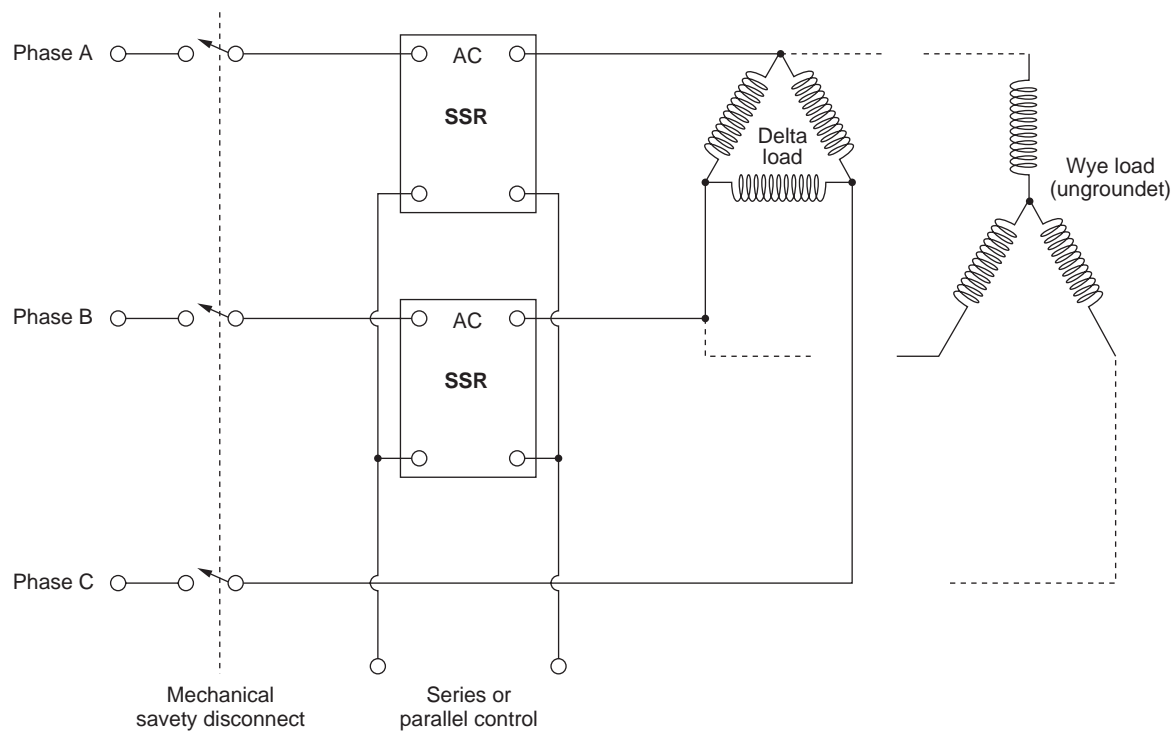 Phase A
AC
SSR
Delta
load
Wye load
(ungroundet)
Phase B
AC
SSR
Phase C
Mechanical
savety disconnect
Series or
parallel control